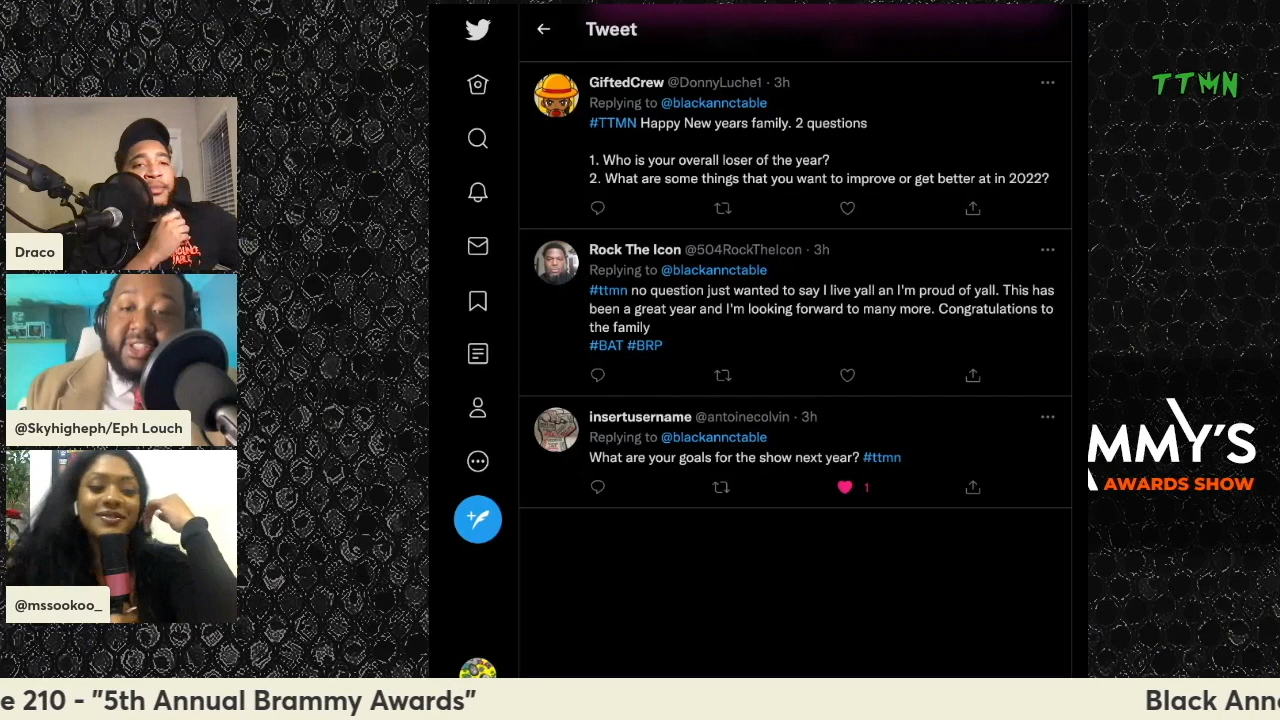 Tweet
GiftedCrew @DonnyLuche1 · 3h
Replying to @blackannctable
#TTMN Happy New years family. 2 questions
1. Who is your overall loser of the year?
2. What are some things that you want to improve or get better at in 2022?
Rock The Icon @504RockTheIcon · 3h
Replying to @blackannctable
#ttmn no question just wanted to say I live yall an I'm proud of yall. This has
been a great year and I'm looking forward to many more. Congratulations to
the family
#BAT #BRP
insertusername @antoinecolvin · 3h
Replying to @blackannctable
What are your goals for the show next year? #ttmn
1
Draco
@Skyhigheph/Eph Louch
@mssookoo_
TTMN
MMY'S
AWARDS SHOW
e 210 - "5th Annual Brammy Awards"
Black Ann